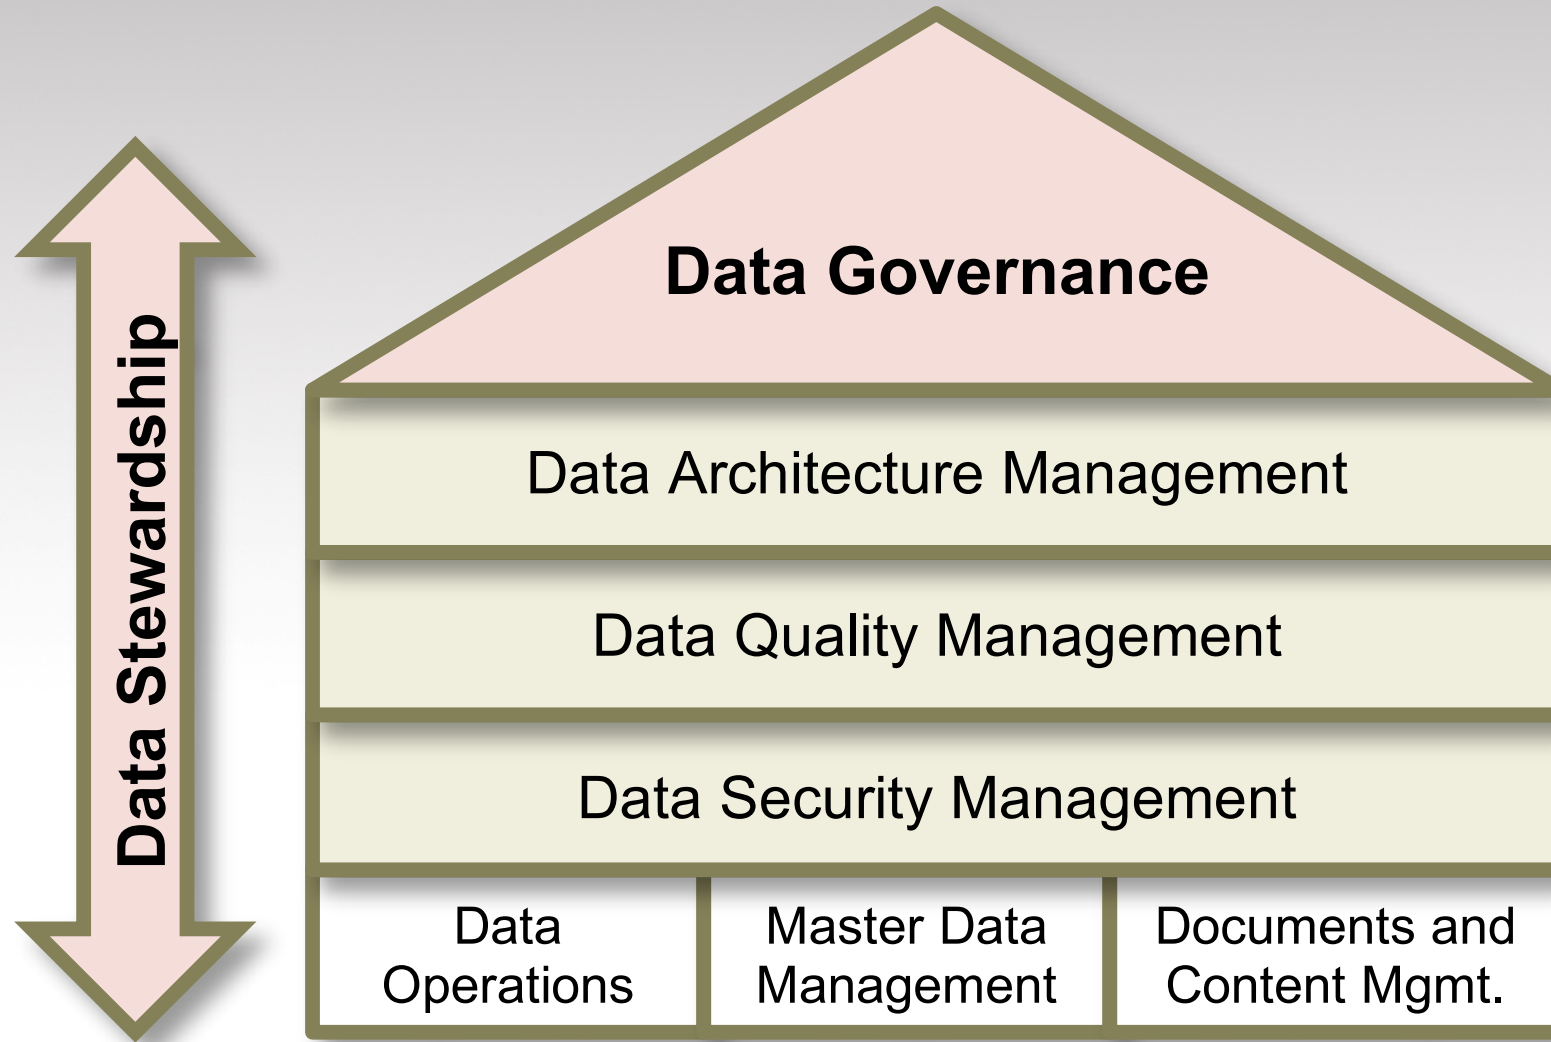 Data Stewardship
Data Governance
Data Architecture Management
Data Quality Management
Data Security Management
Data
Operations
Master Data
Management
Documents and
Content Mgmt.